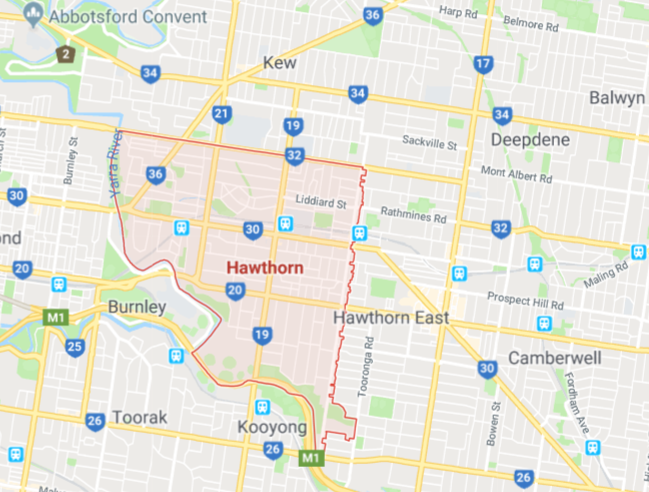 Abbotsford Convent
36
Harp Rd
Belmore Rd
2
34
Kew
17
34
Balwyn
21
19
34
Sackville St
Deepdene
Burnley St
Yarra River
32
36
Mont Albert Rd
30
Liddiard St
Rathmines Rd
30
32
Hawthorn
20
20
Maling Rd
Prospect Hill Rd
Burnley
M1
Hawthorn East
19
25
Tooronga Rd
Camberwell
30
Fordham Ave
Bowen St
26
Toorak
Kooyong
26
M1
26